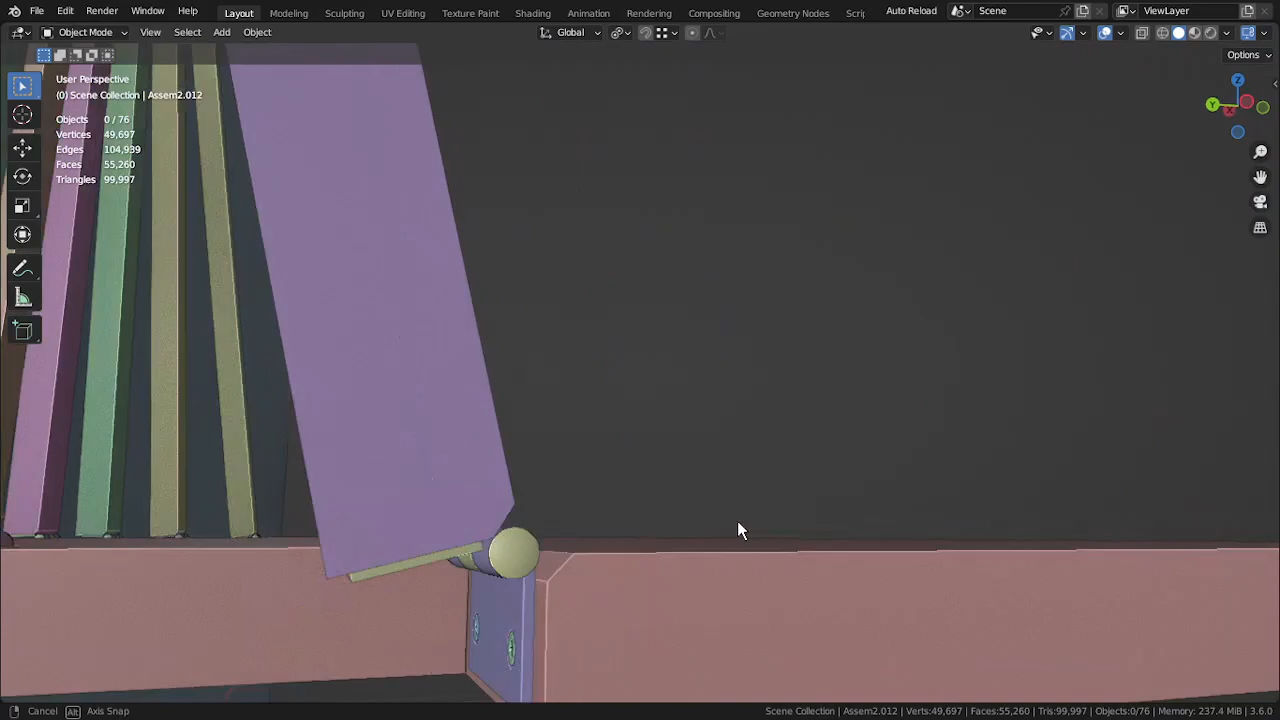 File Edit Render Window Help Layout Modeling Sculpting UV Editing Texture Paint Shading Animation Rendering Compositing Geometry Nodes Scrip Auto Reload Scene ViewLayer
Object Mode View Select Add Object Global
Options
User Perspective
(0) Scene Collection | Assem2.012
Objects 0 / 76
Vertices 49,697
Edges 104,939
Faces 55,260
Triangles 99,997
Z
Y
X
Cancel Alt Axis Snap Scene Collection | Assem2.012 | Verts:49,697 | Faces:55,260 | Tris:99,997 | Objects:0/76 | Memory: 237.4 MiB | 3.6.0